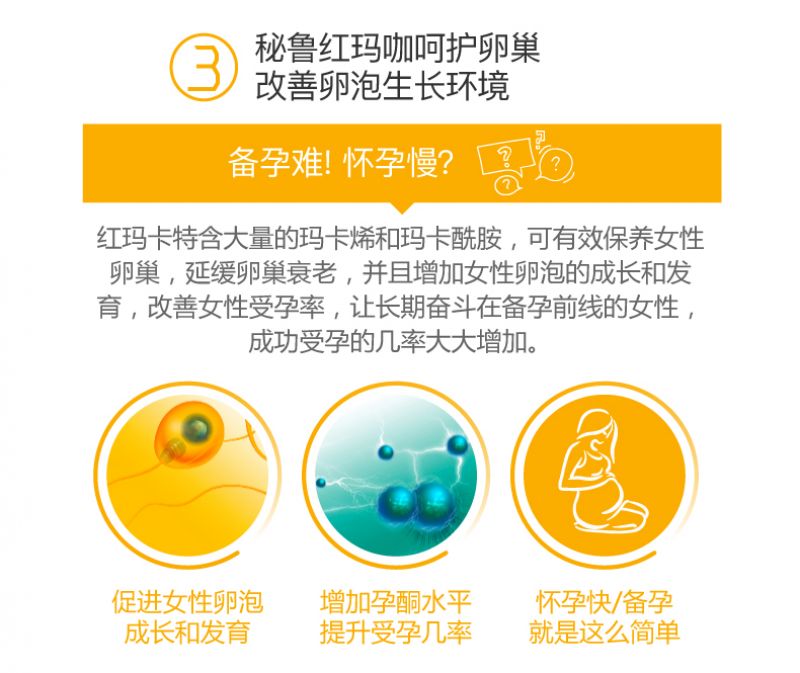 3
秘鲁红玛咖呵护卵巢
改善卵泡生长环境
备孕难! 怀孕慢?
红玛卡特含大量的玛卡烯和玛卡酰胺，可有效保养女性
卵巢，延缓卵巢衰老，并且增加女性卵泡的成长和发
育，改善女性受孕率，让长期奋斗在备孕前线的女性，
成功受孕的几率大大增加。
促进女性卵泡
成长和发育
增加孕酮水平
提升受孕几率
怀孕快/备孕
就是这么简单